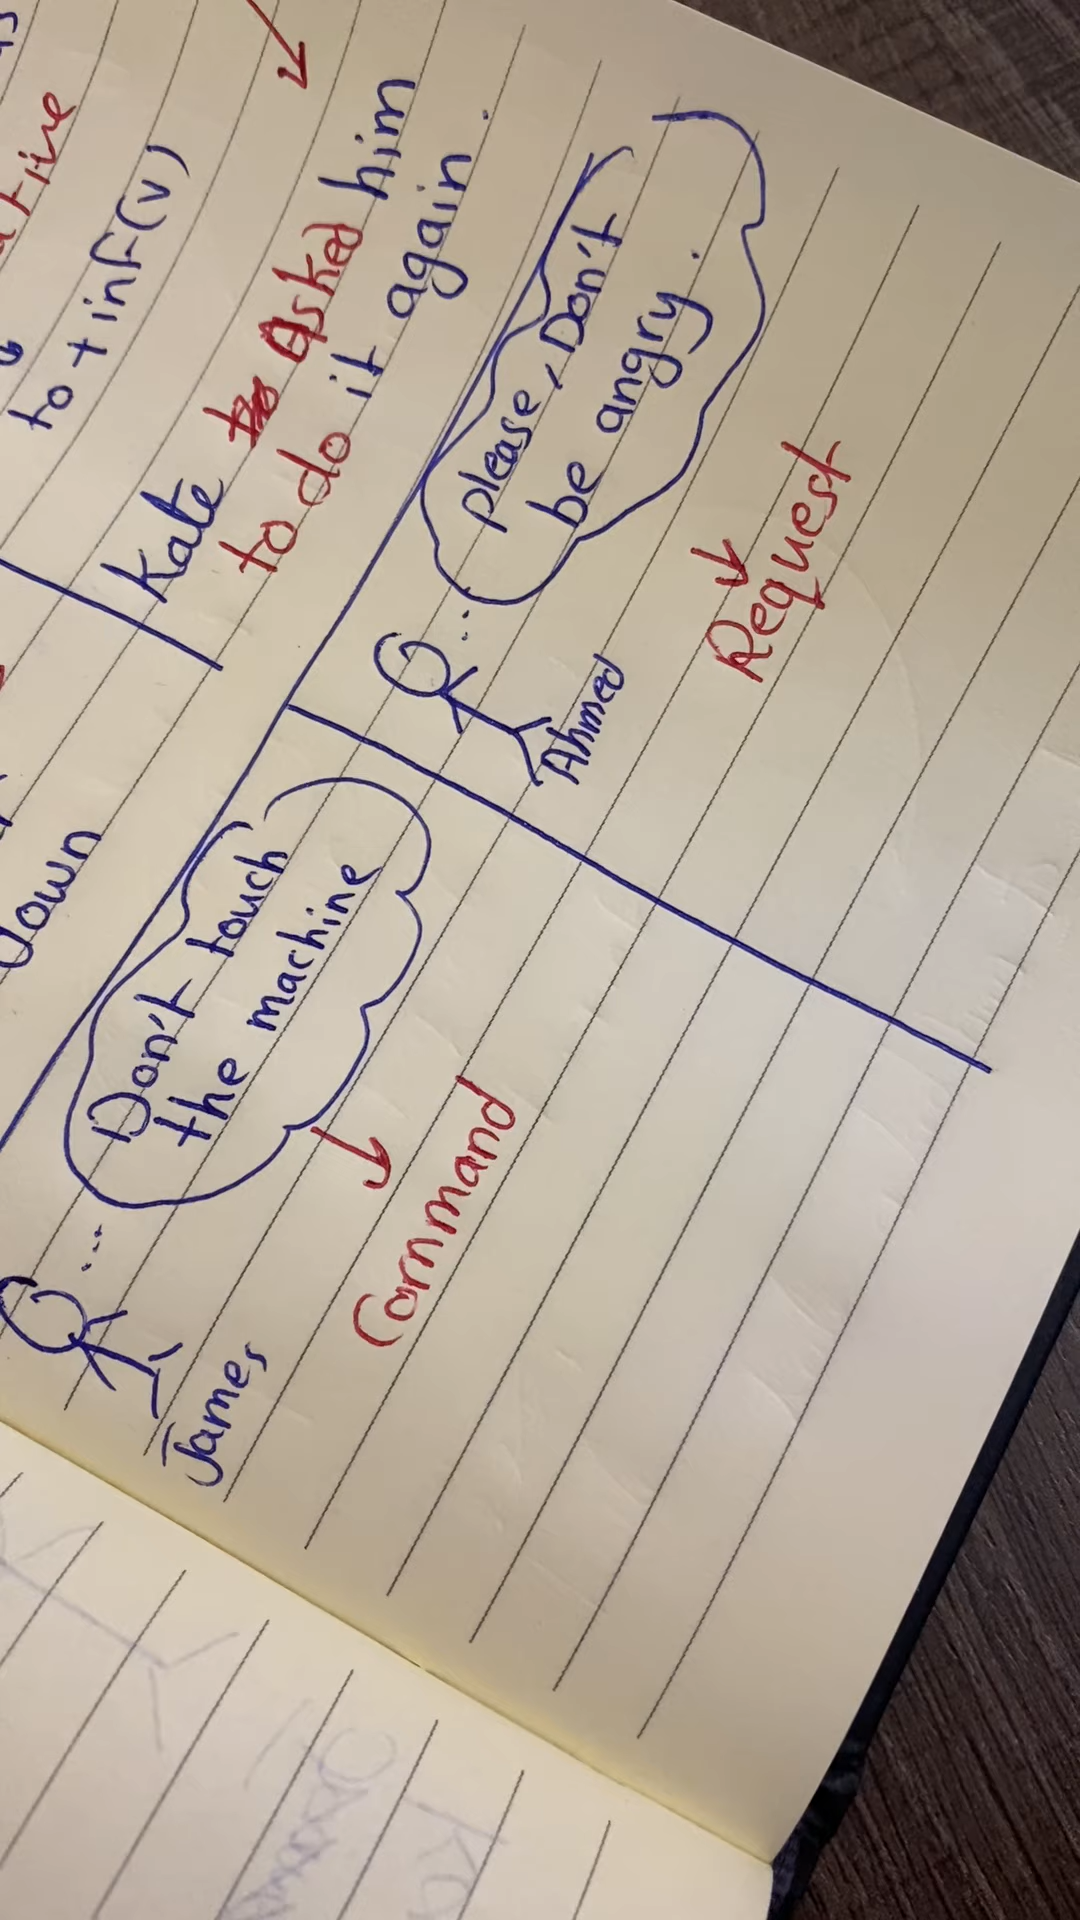 to + inf (v)
down
Kate Asked him
to do it again.
James
Don't touch
the machine
Command
Ahmed
please, Don't
be angry.
Request